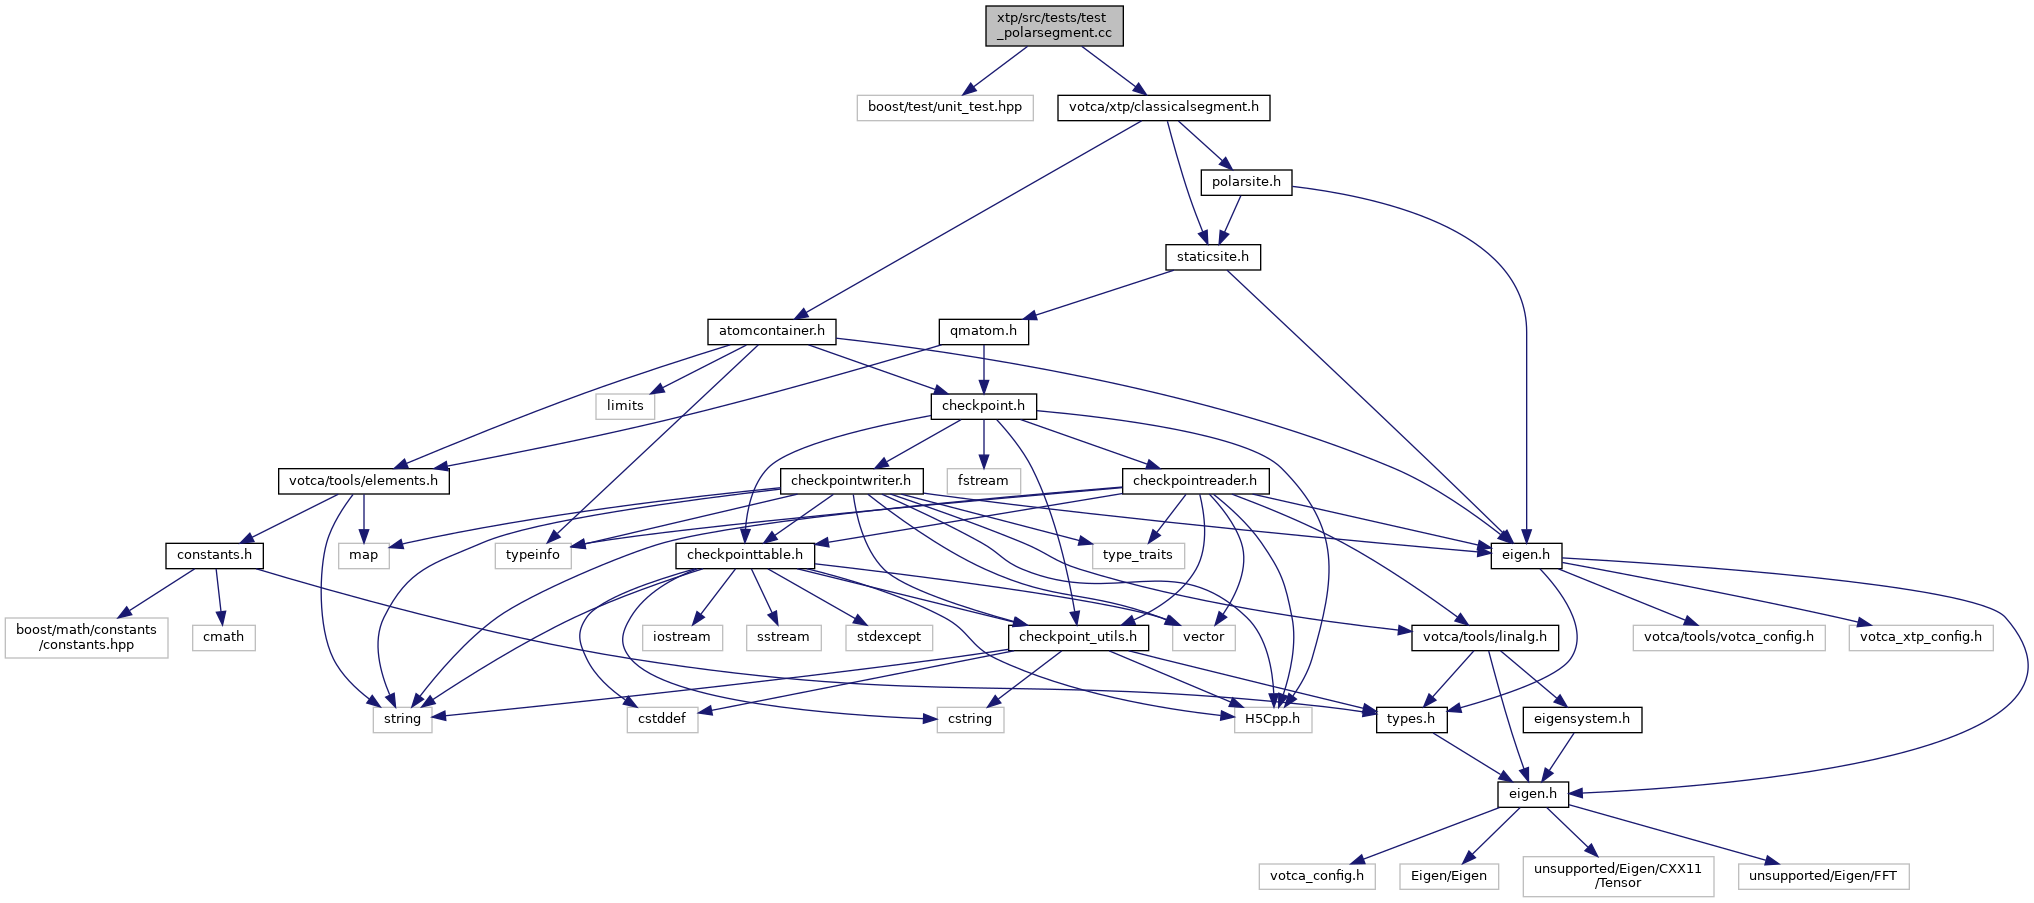 xtp/src/tests/test
_polarsegment.cc
boost/test/unit_test.hpp
votca/xtp/classicalsegment.h
polarsite.h
staticsite.h
atomcontainer.h
qmatom.h
limits
checkpoint.h
votca/tools/elements.h
checkpointwriter.h
fstream
checkpointreader.h
constants.h
map
typeinfo
checkpointtable.h
type_traits
eigen.h
boost/math/constants
/constants.hpp
cmath
iostream
sstream
stdexcept
checkpoint_utils.h
vector
votca/tools/linalg.h
votca/tools/votca_config.h
votca_xtp_config.h
string
cstddef
cstring
H5Cpp.h
types.h
eigensystem.h
eigen.h
votca_config.h
Eigen/Eigen
unsupported/Eigen/CXX11
/Tensor
unsupported/Eigen/FFT